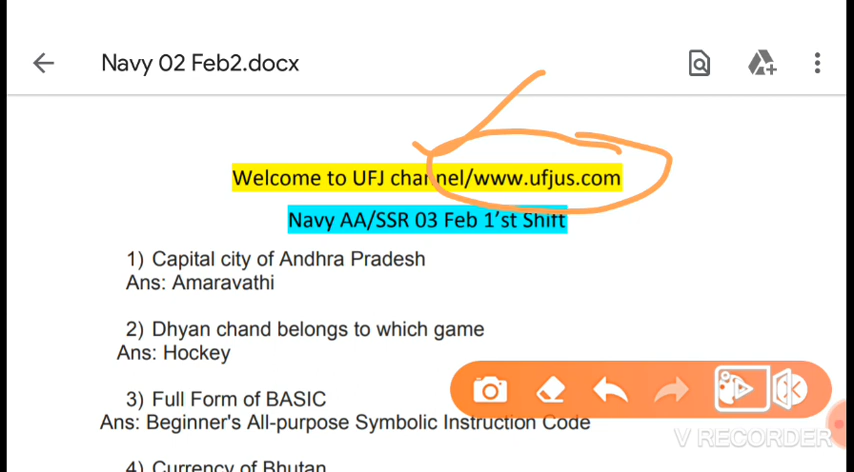 Navy 02 Feb2.docx
Welcome to UFJ channel/www.ufjus.com
Navy AA/SSR 03 Feb 1'st Shift
1) Capital city of Andhra Pradesh
Ans: Amaravathi
2) Dhyan chand belongs to which game
Ans: Hockey
3) Full Form of BASIC
Ans: Beginner's All-purpose Symbolic Instruction Code
4) Currency of Bhutan
V RECORDER